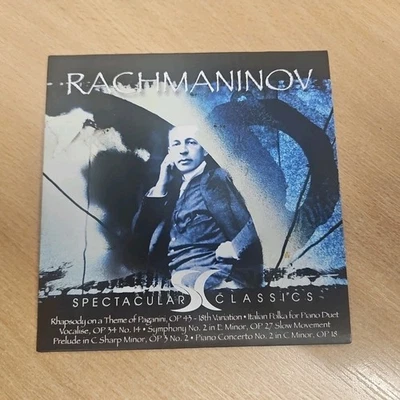 RACHMANINOV
SPECTACULAR CLASSICS
Rhapsody on a Theme of Paganini, OP 43 - 18th Variation • Italian Polka for Piano Duet
Vocalise, OP 34 No. 14 • Symphony No. 2 in E Minor, OP 27 Slow Movement
Prelude in C Sharp Minor, OP 3 No. 2 • Piano Concerto No. 2 in C Minor, OP 18